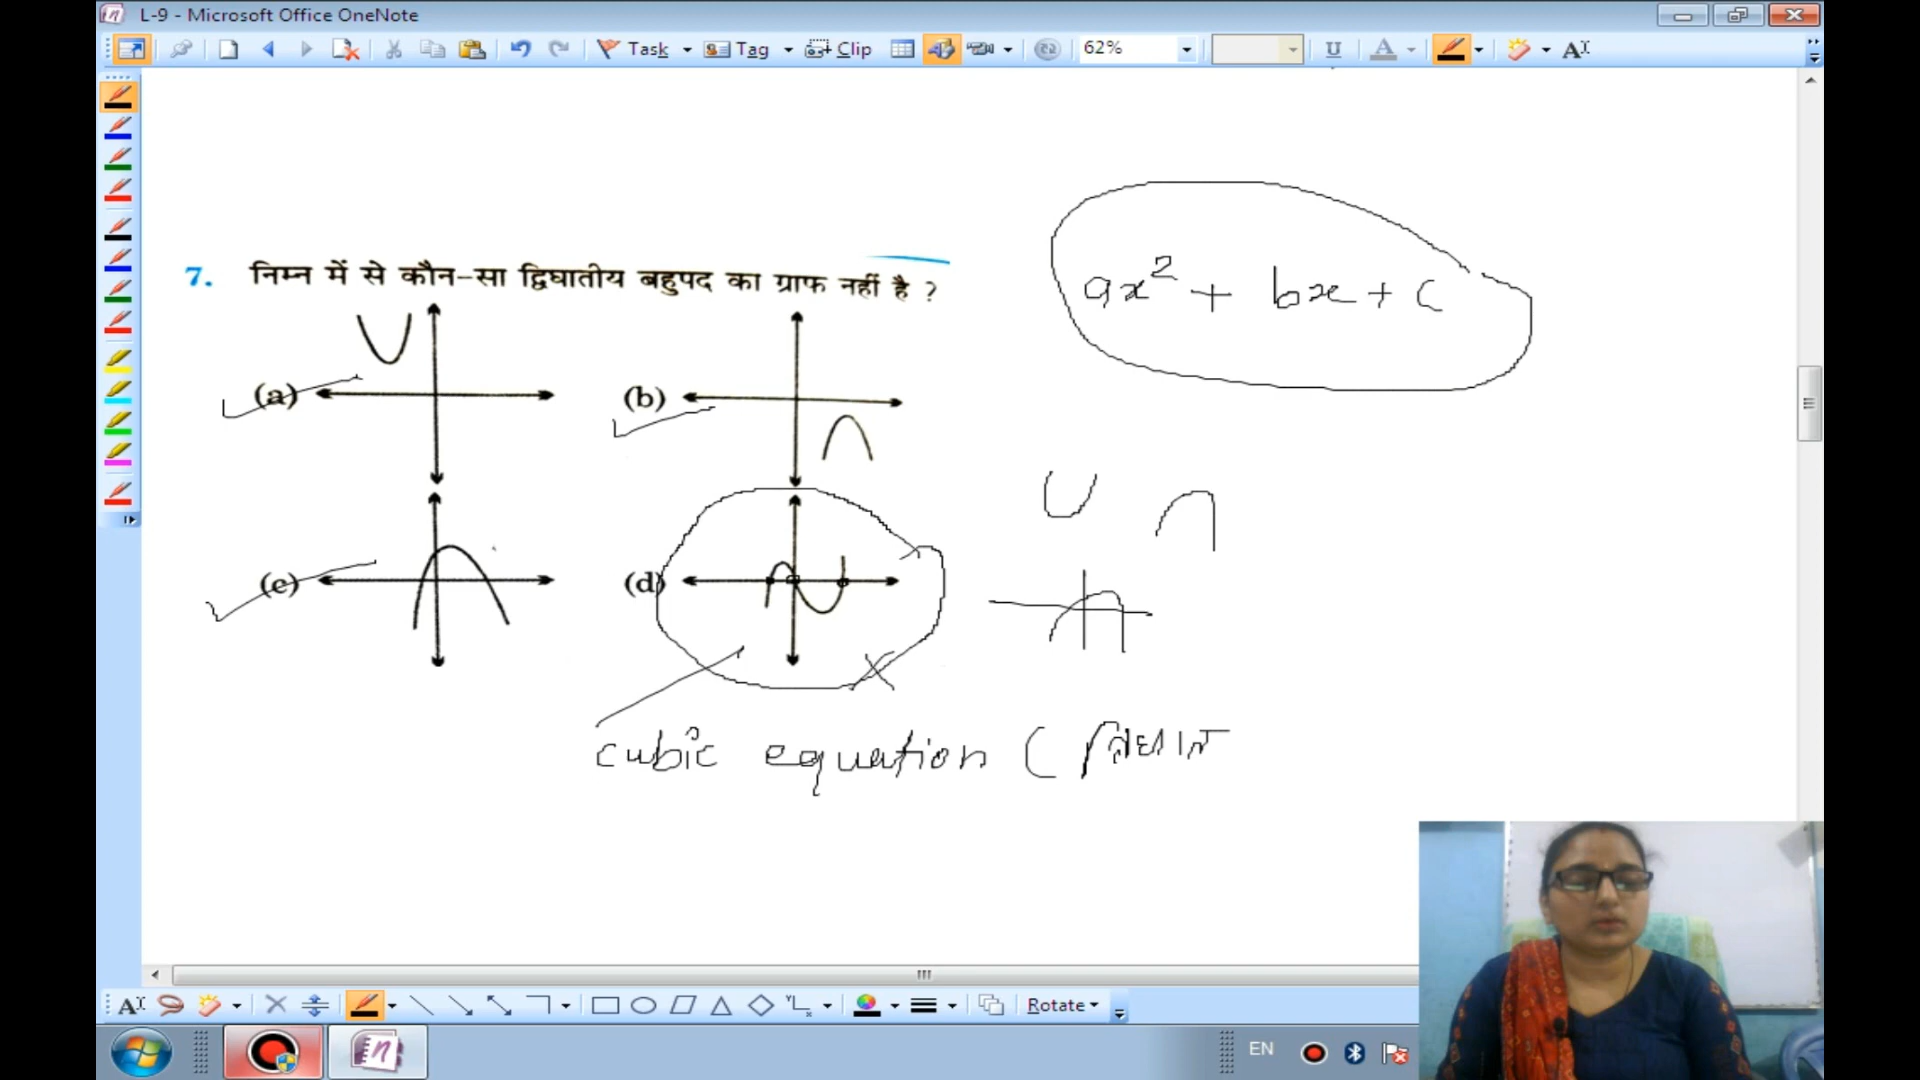 L-9 - Microsoft Office OneNote
Task Tag Clip 62% U A
7. निम्न में से कौन-सा द्विघातीय बहुपद का ग्राफ नहीं है ?
ax² + bx + c
(a) (b)
(c) (d)
cubic equation (
Rotate
EN